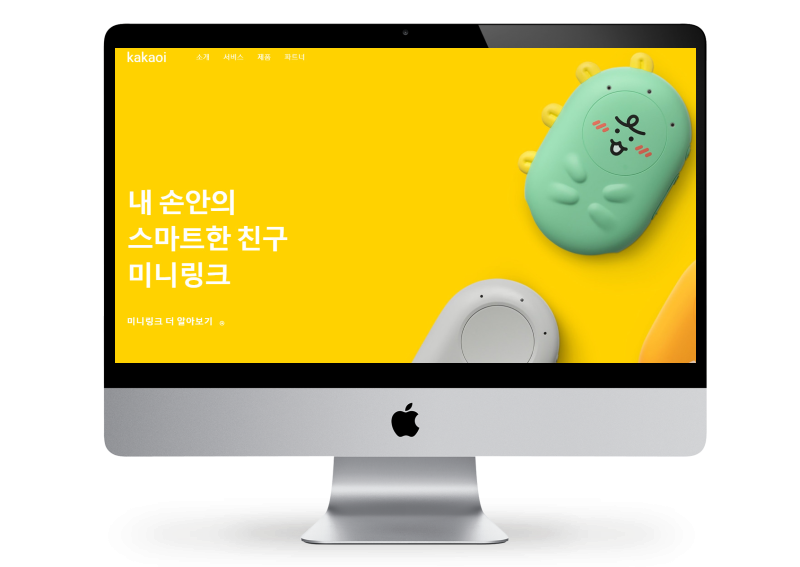 kakaoi 소개 서비스 제품 파트너
내 손안의
스마트한 친구
미니링크
미니링크 더 알아보기